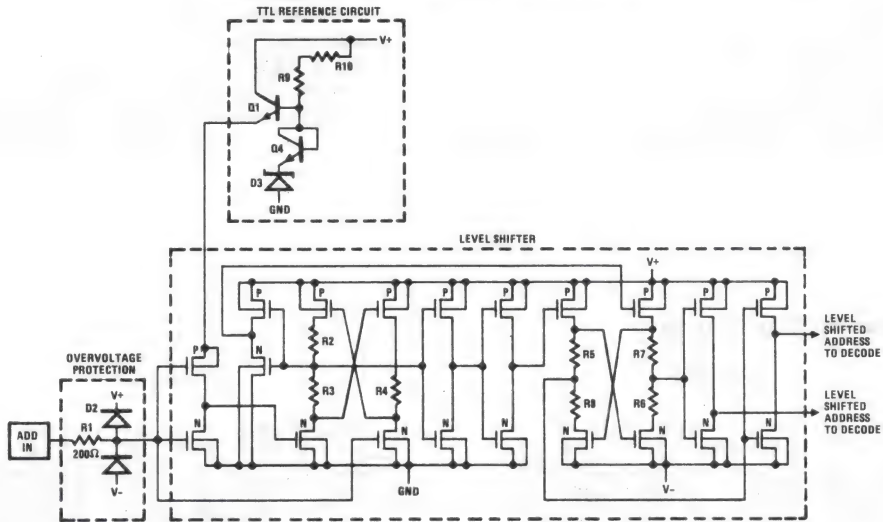 TTL REFERENCE CIRCUIT
V+
R9
R10
Q1
Q4
D3
GND
LEVEL SHIFTER
V+
P
P
P
P
P
P
P
P
P
P
N
R2
R3
R4
R5
R7
R8
R6
N
N
N
N
N
N
N
N
N
GND
V-
LEVEL
SHIFTED
ADDRESS
TO DECODE
LEVEL
SHIFTED
ADDRESS
TO DECODE
OVERVOLTAGE
PROTECTION
V+
D2
R1
200Ω
V-
ADD
IN